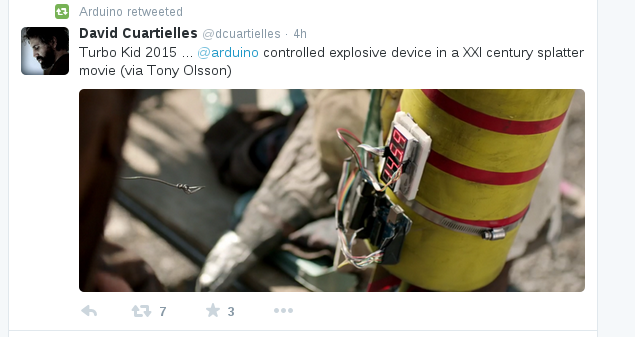 Arduino retweeted
David Cuartielles @dcuartielles · 4h
Turbo Kid 2015 ... @arduino controlled explosive device in a XXI century splatter
movie (via Tony Olsson)
7 3